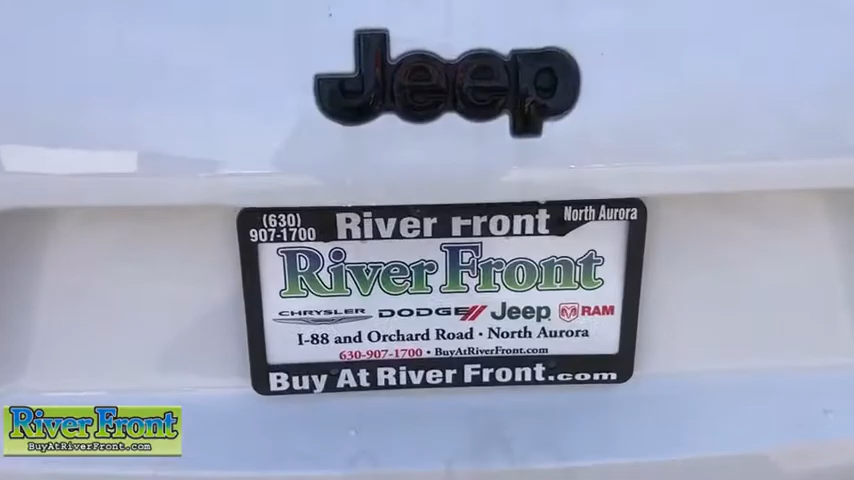 Jeep
(630)
907-1700
River Front
North Aurora
River Front
CHRYSLER DODGE Jeep RAM
I-88 and Orchard Road • North Aurora
630-907-1700 • BuyAtRiverFront.com
Buy At River Front.com
River Front
BuyAtRiverFront.com